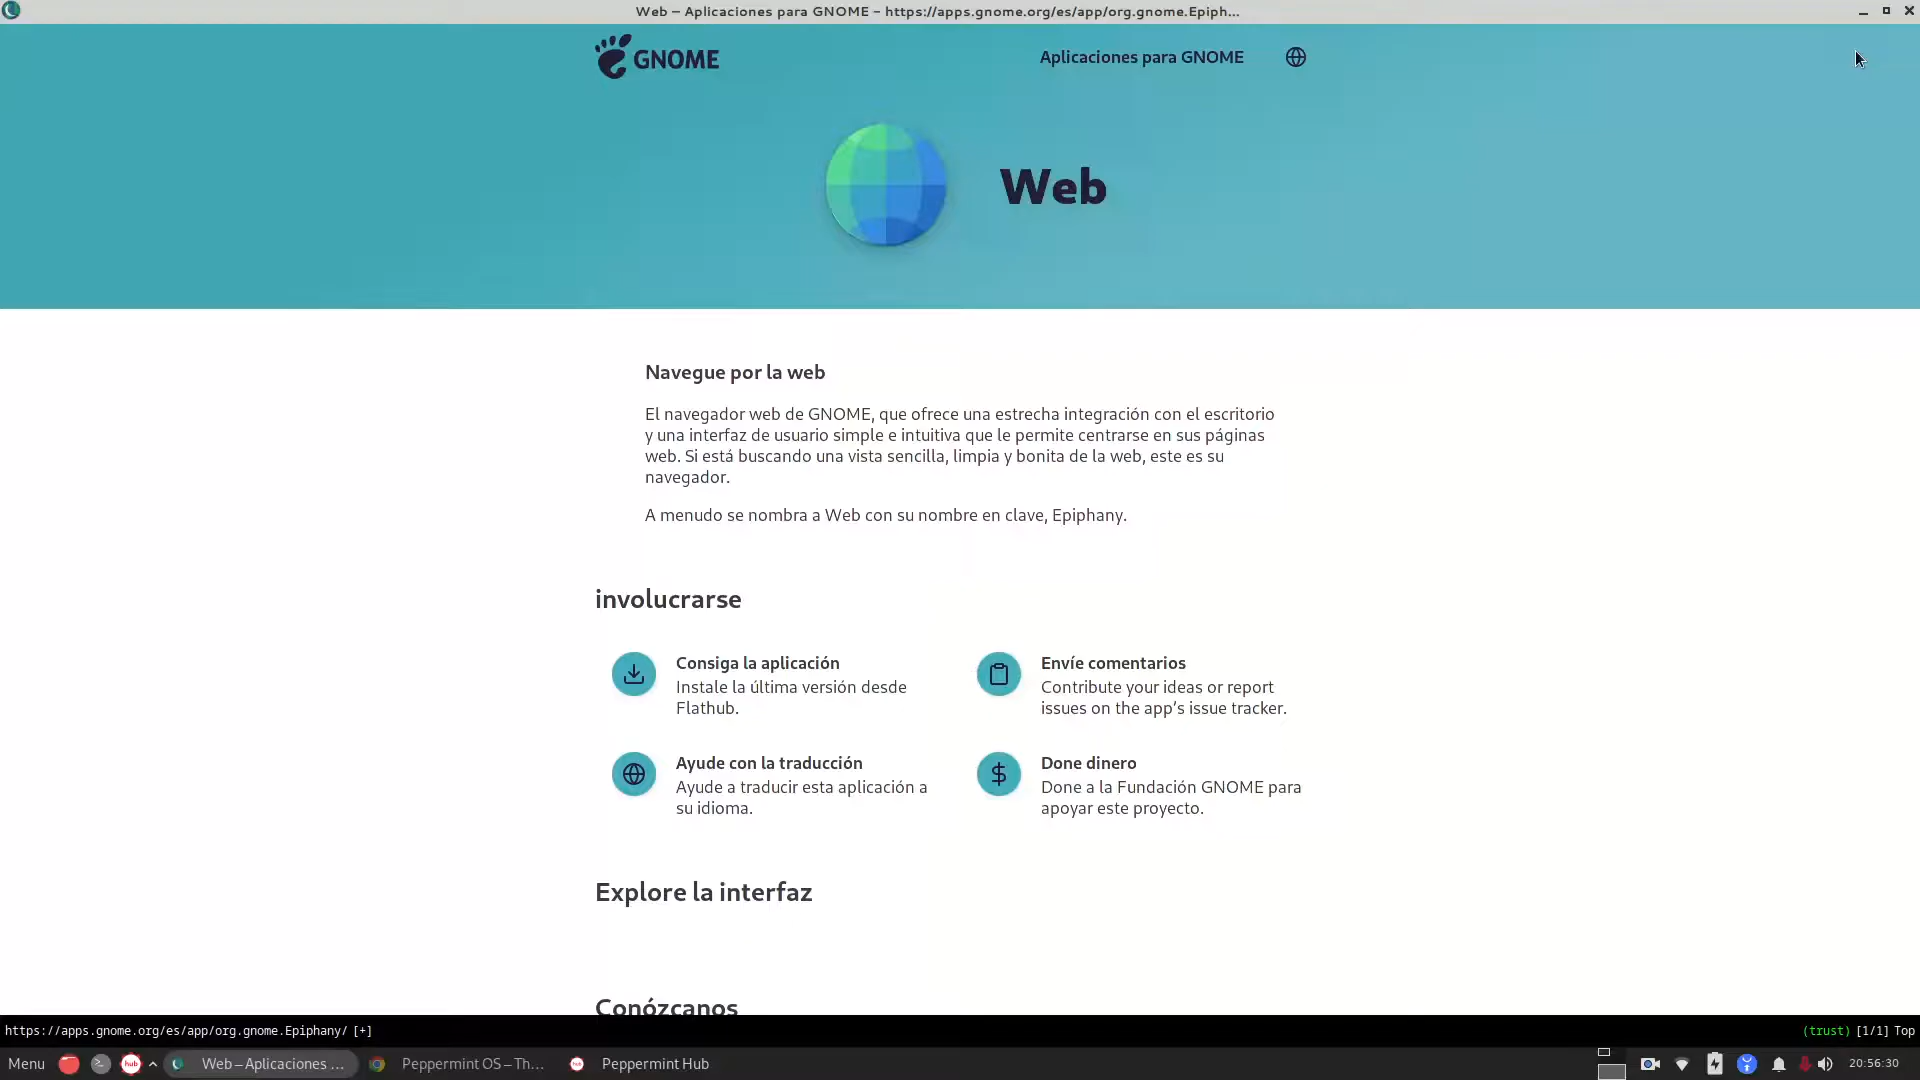 Web – Aplicaciones para GNOME - https://apps.gnome.org/es/app/org.gnome.Epiph...
GNOME
Aplicaciones para GNOME
Web
Navegue por la web
El navegador web de GNOME, que ofrece una estrecha integración con el escritorio
y una interfaz de usuario simple e intuitiva que le permite centrarse en sus páginas
web. Si está buscando una vista sencilla, limpia y bonita de la web, este es su
navegador.
A menudo se nombra a Web con su nombre en clave, Epiphany.
involucrarse
Consiga la aplicación
Instale la última versión desde
Flathub.
Envíe comentarios
Contribute your ideas or report
issues on the app’s issue tracker.
Ayude con la traducción
Ayude a traducir esta aplicación a
su idioma.
Done dinero
Done a la Fundación GNOME para
apoyar este proyecto.
Explore la interfaz
Conózcanos
https://apps.gnome.org/es/app/org.gnome.Epiphany/ [+]
(trust) [1/1] Top
Menu
hub
Web – Aplicaciones ...
Peppermint OS – Th...
Peppermint Hub
20:56:30